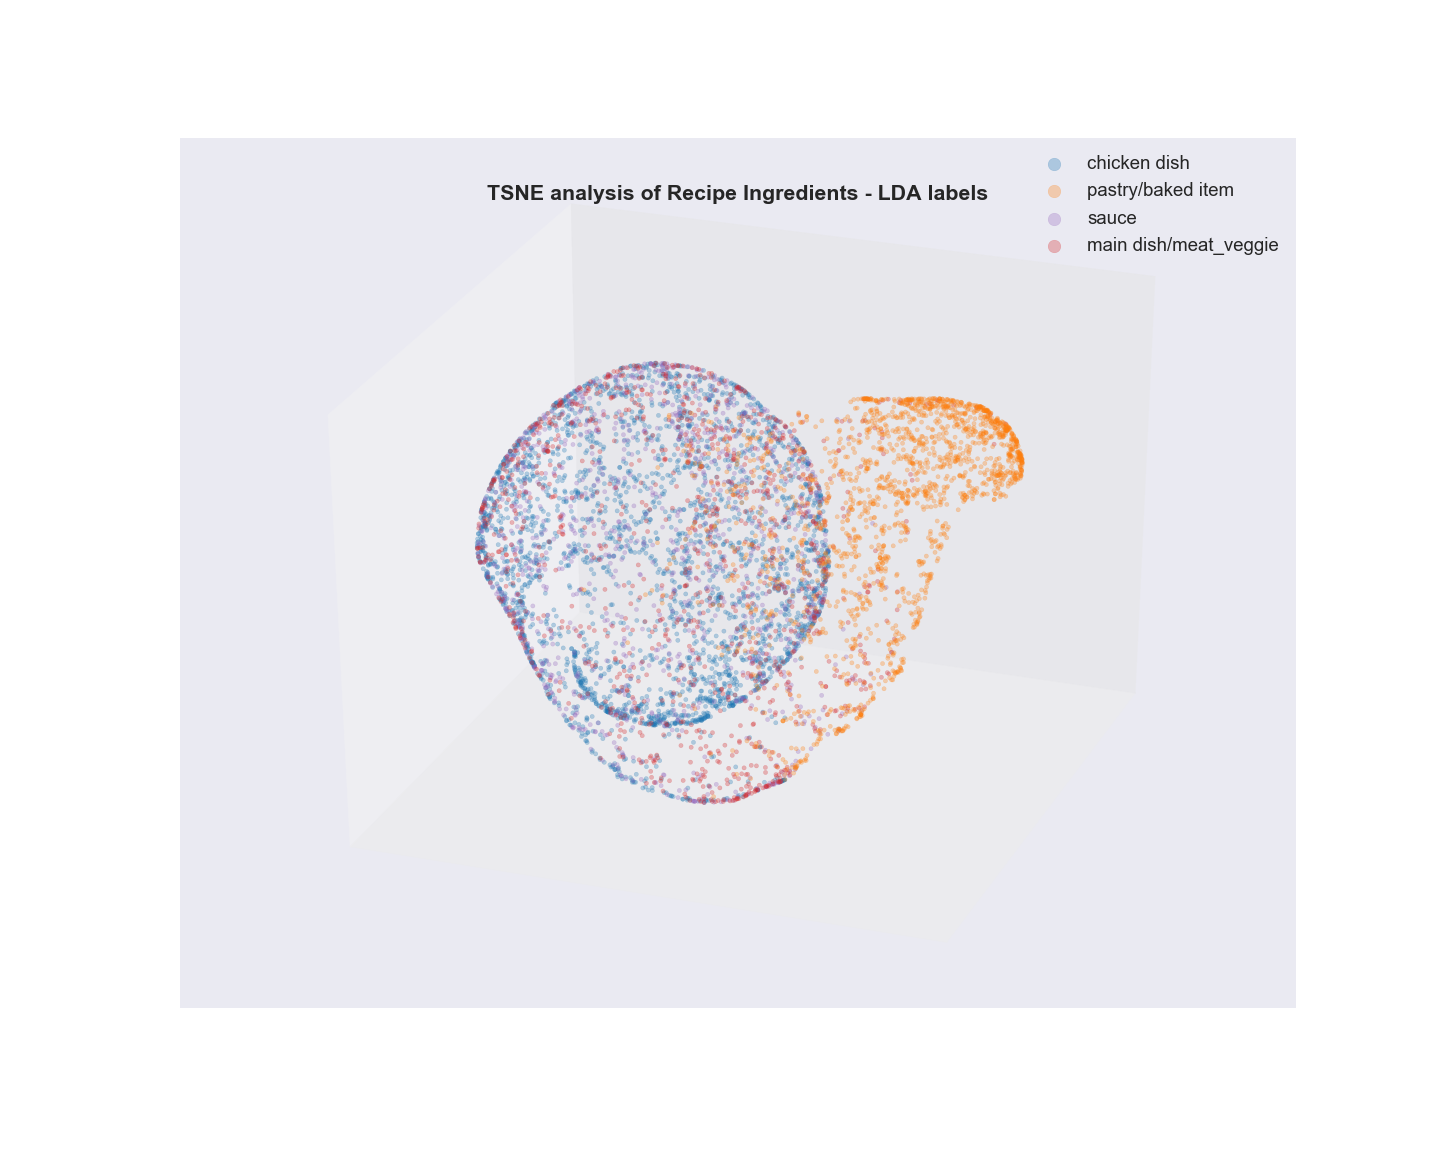 TSNE analysis of Recipe Ingredients - LDA labels
chicken dish
pastry/baked item
sauce
main dish/meat_veggie